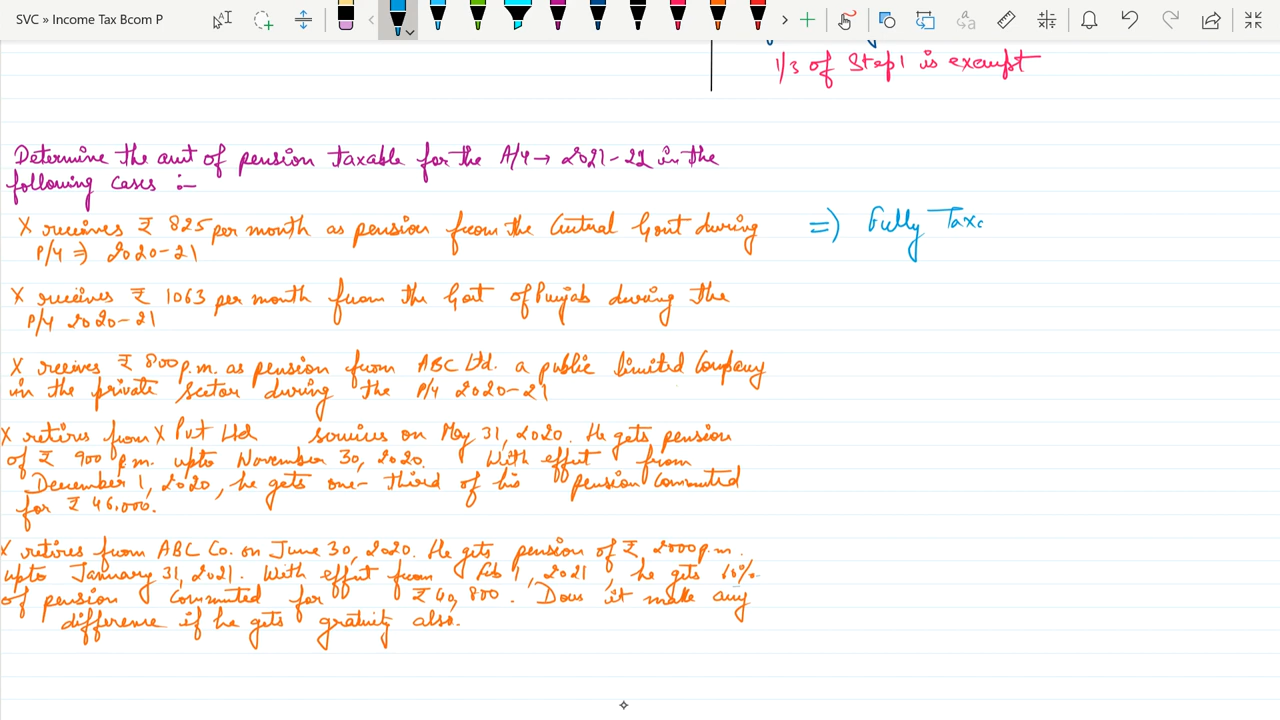 SVC » Income Tax Bcom P
1/3 of Step1 is exempt
Determine the amt of pension taxable for the A/Y → 2021-22 in the
following cases :-
X receives ₹ 825 per month as pension from the Central Govt during
P/Y ⇒ 2020-21
=) Fully Taxa
X receives ₹ 1063 per month from the Govt of Punjab during the
P/Y 2020-21
X receives ₹ 800 p.m. as pension from ABC Ltd. a public limited Company
in the private sector during the P/Y 2020-21
X retires from X Pvt Ltd services on May 31, 2020. He gets pension
of ₹ 900 p.m. upto November 30, 2020. With effect from
December 1, 2020, he gets one-third of his pension commuted
for ₹ 46,000.
X retires from ABC Co. on June 30, 2020. He gets pension of ₹ 2000 p.m.
upto January 31, 2021. With effect from Feb 1, 2021, he gets
of pension commuted for ₹ 40,800. Does it make any
difference if he gets gratuity also.